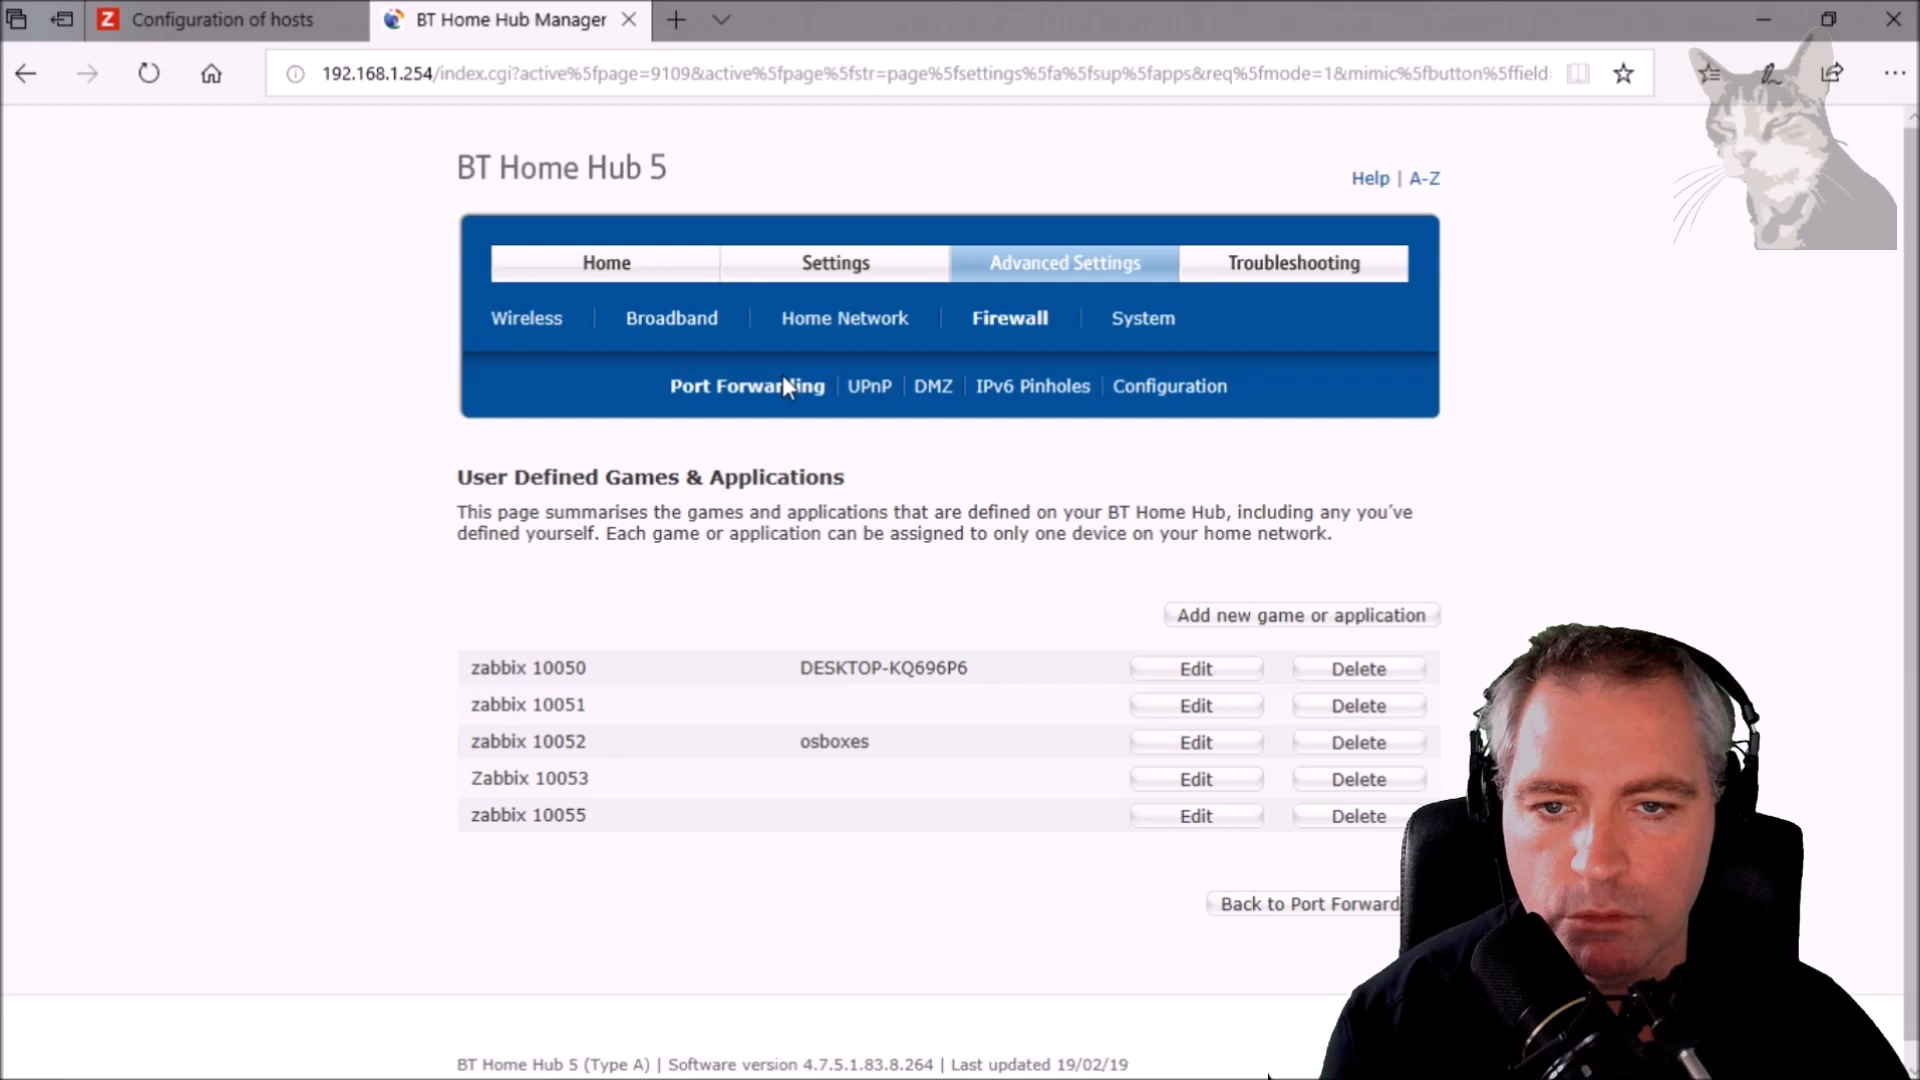 Z Configuration of hosts
BT Home Hub Manager
192.168.1.254/index.cgi?active%5fpage=9109&active%5fpage%5fstr=page%5fsettings%5fa%5fsup%5fapps&req%5fmode=1&mimic%5fbutton%5ffield
BT Home Hub 5
Help | A-Z
Home Settings Advanced Settings Troubleshooting
Wireless Broadband Home Network Firewall System
Port Forwarding UPnP DMZ IPv6 Pinholes Configuration
User Defined Games & Applications
This page summarises the games and applications that are defined on your BT Home Hub, including any you've
defined yourself. Each game or application can be assigned to only one device on your home network.
Add new game or application
zabbix 10050 DESKTOP-KQ696P6 Edit Delete
zabbix 10051 Edit Delete
zabbix 10052 osboxes Edit Delete
Zabbix 10053 Edit Delete
zabbix 10055 Edit Delete
Back to Port Forward
BT Home Hub 5 (Type A) | Software version 4.7.5.1.83.8.264 | Last updated 19/02/19